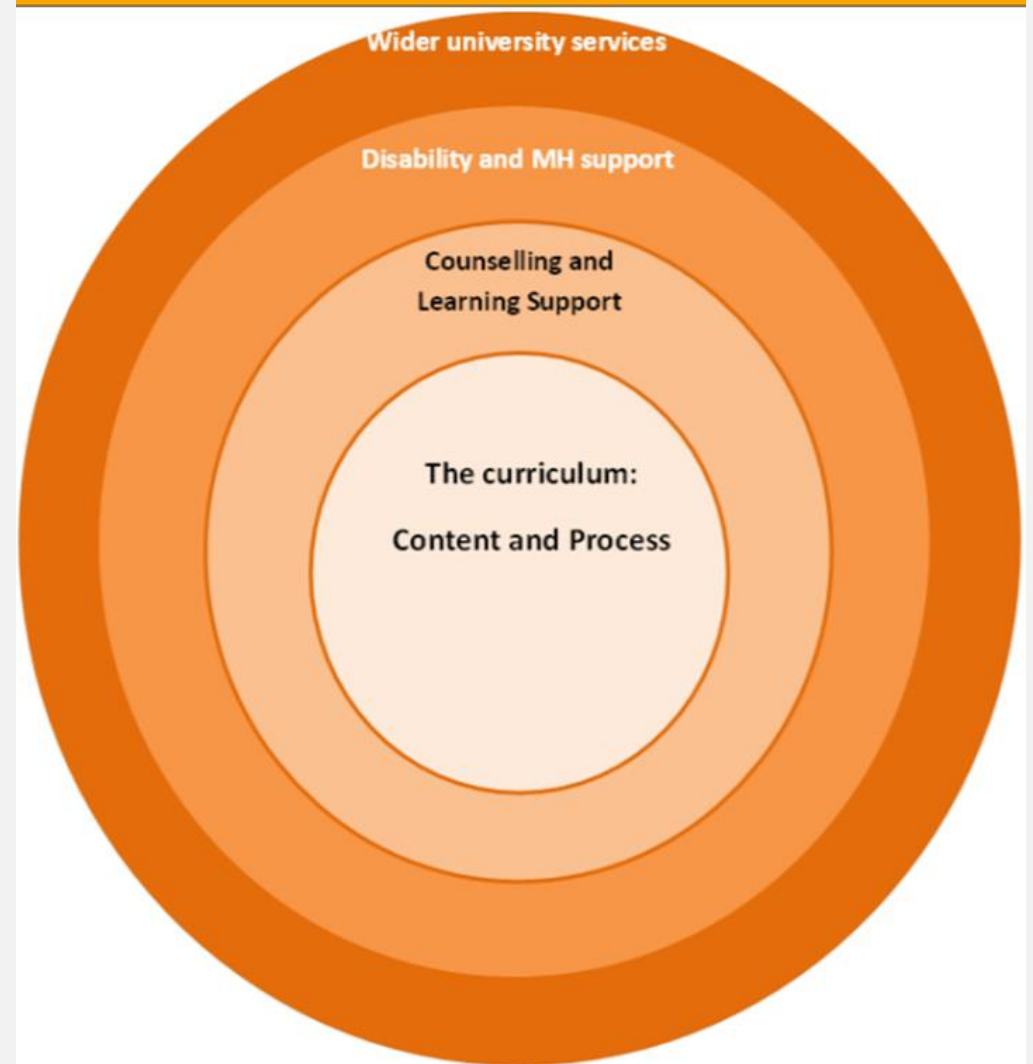 Wider university services
Disability and MH support
Counselling and
Learning Support
The curriculum:
Content and Process